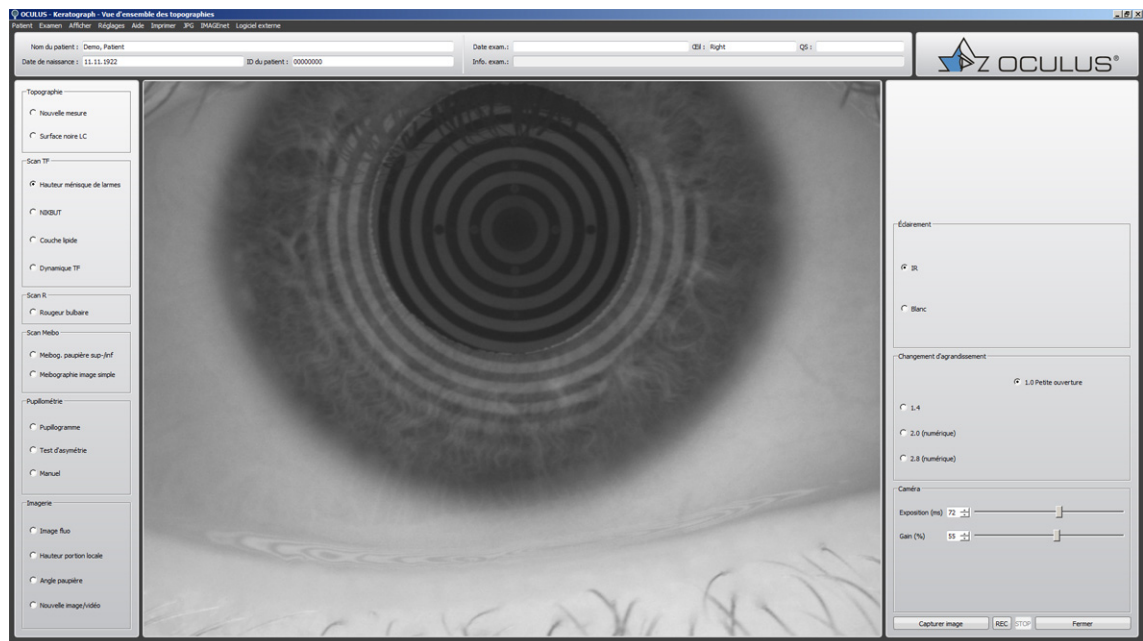 OCULUS - Keratograph - Vue d'ensemble des topographies
Patient Examen Afficher Réglages Aide Imprimer JPG IMAGEnet Logiciel externe
Nom du patient : Demo, Patient
Date de naissance : 11.11.1922 ID du patient : 00000000
Date exam.: Œil : Right QS :
Info. exam.:
OCULUS®
Topographie
Nouvelle mesure
Surface noire LC
Scan TF
Hauteur ménisque de larmes
NIKBUT
Couche lipide
Dynamique TF
Scan R
Rougeur bulbaire
Scan Meibo
Meibog. paupière sup-/inf
Mebographie image simple
Pupillométrie
Pupillogramme
Test d'asymétrie
Manuel
Imagerie
Image fluo
Hauteur portion locale
Angle paupière
Nouvelle image/vidéo
Éclairement
IR
Blanc
Changement d'agrandissement
1.0 Petite ouverture
1.4
2.0 (numérique)
2.8 (numérique)
Caméra
Exposition (ms) 72
Gain (%) 55
Capturer image REC STOP Fermer